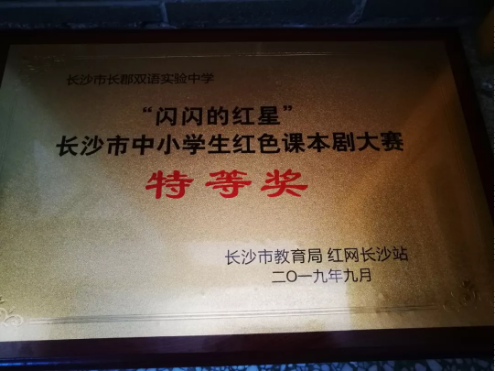 长沙市长郡双语实验中学
“闪闪的红星”
长沙市中小学生红色课本剧大赛
特等奖
长沙市教育局 红网长沙站
二〇一九年九月